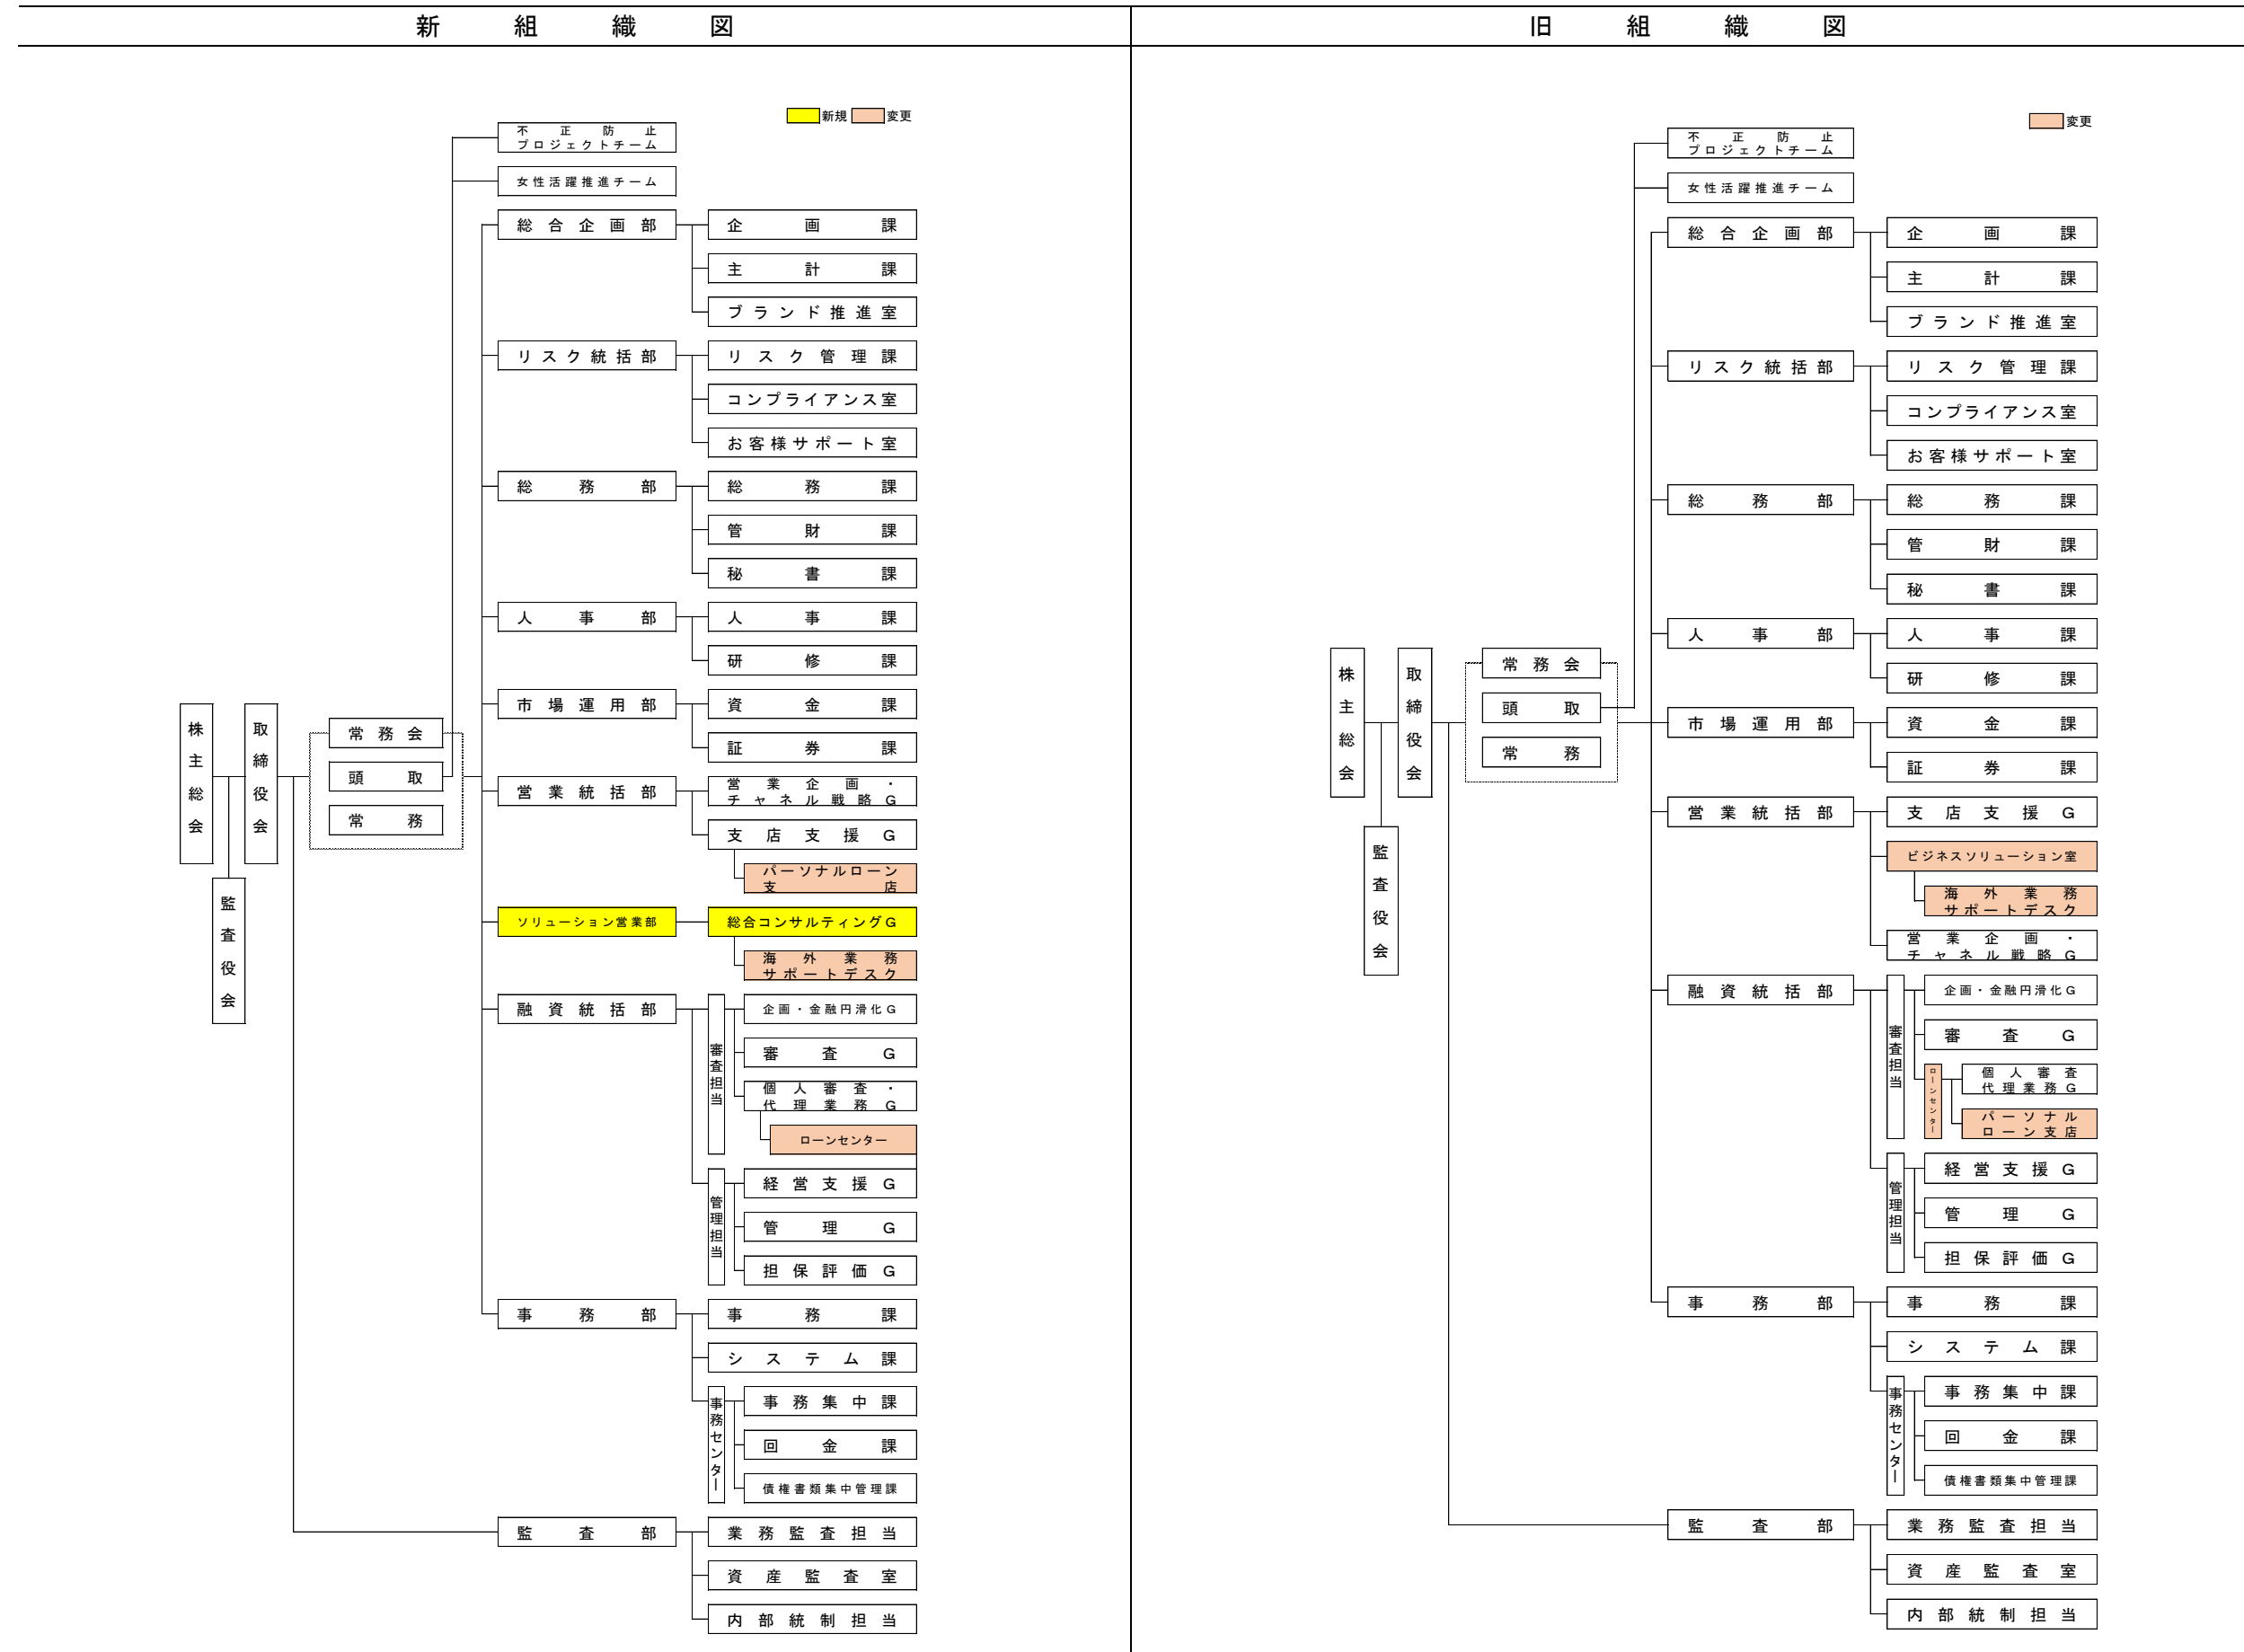 新組織図
新規
変更
不正防止
プロジェクトチーム
女性活躍推進チーム
総合企画部
企画課
主計課
ブランド推進室
リスク統括部
リスク管理課
コンプライアンス室
お客様サポート室
総務部
総務課
管財課
秘書課
人事部
人事課
研修課
株主総会
取締役会
監査役会
常務会
頭取
常務
市場運用部
資金課
証券課
営業統括部
営業企画・
チャネル戦略G
支店支援G
パーソナルローン
支店
ソリューション営業部
総合コンサルティングG
海外業務
サポートデスク
融資統括部
審査担当
企画・金融円滑化G
審査G
個人審査・
代理業務G
ローンセンター
管理担当
経営支援G
管理G
担保評価G
事務部
事務課
システム課
事務センター
事務集中課
回金課
債権書類集中管理課
監査部
業務監査担当
資産監査室
内部統制担当
旧組織図
変更
不正防止
プロジェクトチーム
女性活躍推進チーム
総合企画部
企画課
主計課
ブランド推進室
リスク統括部
リスク管理課
コンプライアンス室
お客様サポート室
総務部
総務課
管財課
秘書課
人事部
人事課
研修課
株主総会
取締役会
監査役会
常務会
頭取
常務
市場運用部
資金課
証券課
営業統括部
支店支援G
ビジネスソリューション室
海外業務
サポートデスク
営業企画・
チャネル戦略G
融資統括部
審査担当
企画・金融円滑化G
審査G
ローンセンター
個人審査
代理業務G
パーソナル
ローン支店
管理担当
経営支援G
管理G
担保評価G
事務部
事務課
システム課
事務センター
事務集中課
回金課
債権書類集中管理課
監査部
業務監査担当
資産監査室
内部統制担当